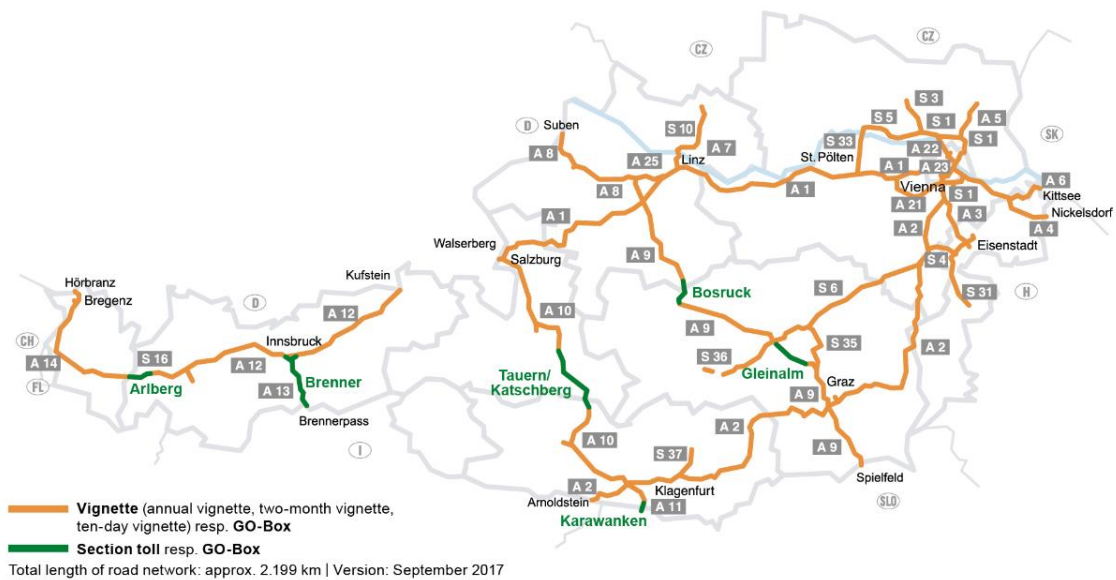 CZ
CZ
S 3
D
Suben
S 10
S 5
S 1
A 5
SK
A 8
A 7
S 33
S 1
A 25
Linz
St. Pölten
A 22
A 1
A 23
A 8
A 1
Vienna
S 1
A 6
Kittsee
A 21
A 3
Nickelsdorf
A 1
A 2
A 4
Walserberg
Salzburg
A 9
Eisenstadt
S 4
Hörbranz
Kufstein
Bosruck
S 6
H
Bregenz
D
S 31
A 12
A 10
A 9
CH
Innsbruck
S 35
A 2
A 14
S 16
A 12
S 36
FL
Arlberg
A 13
Brenner
Tauern/
Katschberg
Gleinalm
Graz
A 9
Brennerpass
A 2
I
A 10
S 37
A 9
Spielfeld
A 2
Klagenfurt
Arnoldstein
A 11
SLO
Karawanken
Vignette (annual vignette, two-month vignette,
ten-day vignette) resp. GO-Box
Section toll resp. GO-Box
Total length of road network: approx. 2.199 km | Version: September 2017